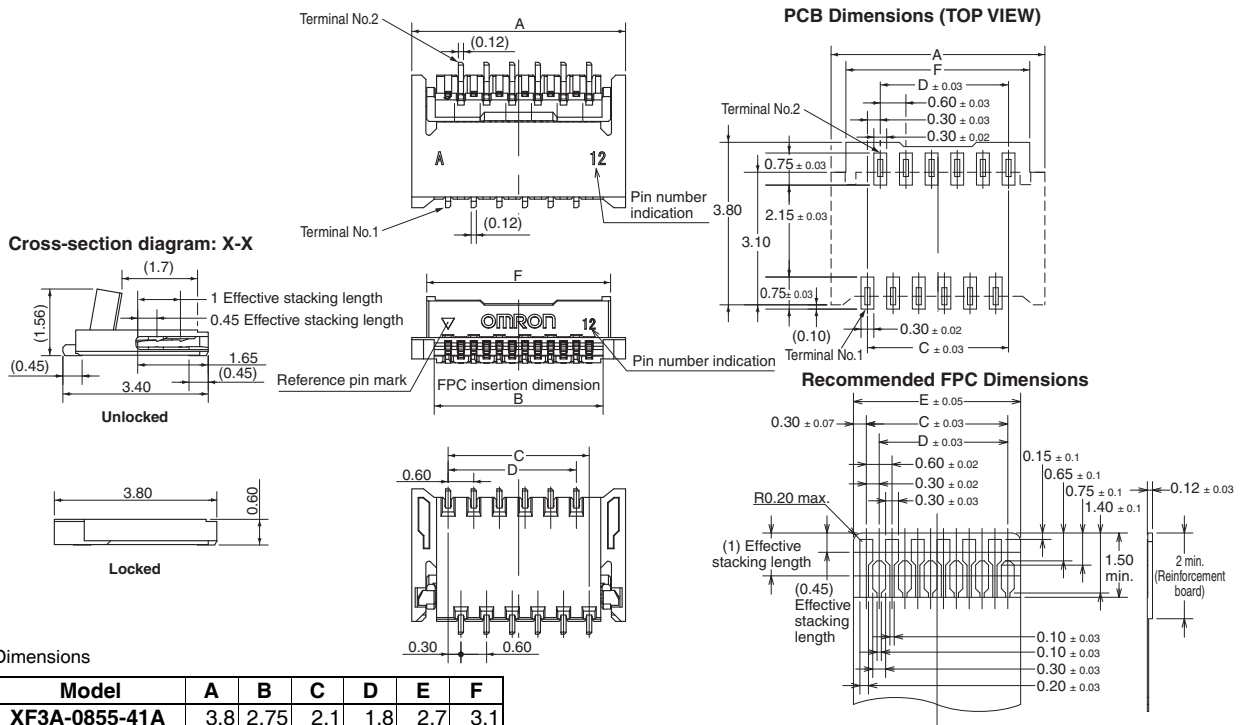 PCB Dimensions (TOP VIEW)
Terminal No.2
A
(0.12)
A
12
Pin number
indication
Terminal No.1
(0.12)
A
F
D ± 0.03
0.60 ± 0.03
0.30 ± 0.03
0.30 ± 0.02
Terminal No.2
0.75 ± 0.03
3.80
2.15 ± 0.03
3.10
0.75 ± 0.03
(0.10)
0.30 ± 0.02
Terminal No.1
C ± 0.03
Cross-section diagram: X-X
(1.7)
1 Effective stacking length
0.45 Effective stacking length
(1.56)
1.65
(0.45)
(0.45)
3.40
Unlocked
F
OMRON
12
Pin number indication
Reference pin mark
FPC insertion dimension
B
3.80
0.60
Locked
C
D
0.60
0.30
0.60
Recommended FPC Dimensions
E ± 0.05
0.30 ± 0.07
C ± 0.03
D ± 0.03
0.60 ± 0.02
0.30 ± 0.02
0.30 ± 0.03
0.15 ± 0.1
0.65 ± 0.1
0.75 ± 0.1
1.40 ± 0.1
0.12 ± 0.03
R0.20 max.
(1) Effective
stacking length
(0.45)
Effective
stacking
length
1.50
min.
2 min.
(Reinforcement
board)
0.10 ± 0.03
0.10 ± 0.03
0.30 ± 0.03
0.20 ± 0.03
Dimensions
Model A B C D E F
XF3A-0855-41A 3.8 2.75 2.1 1.8 2.7 3.1